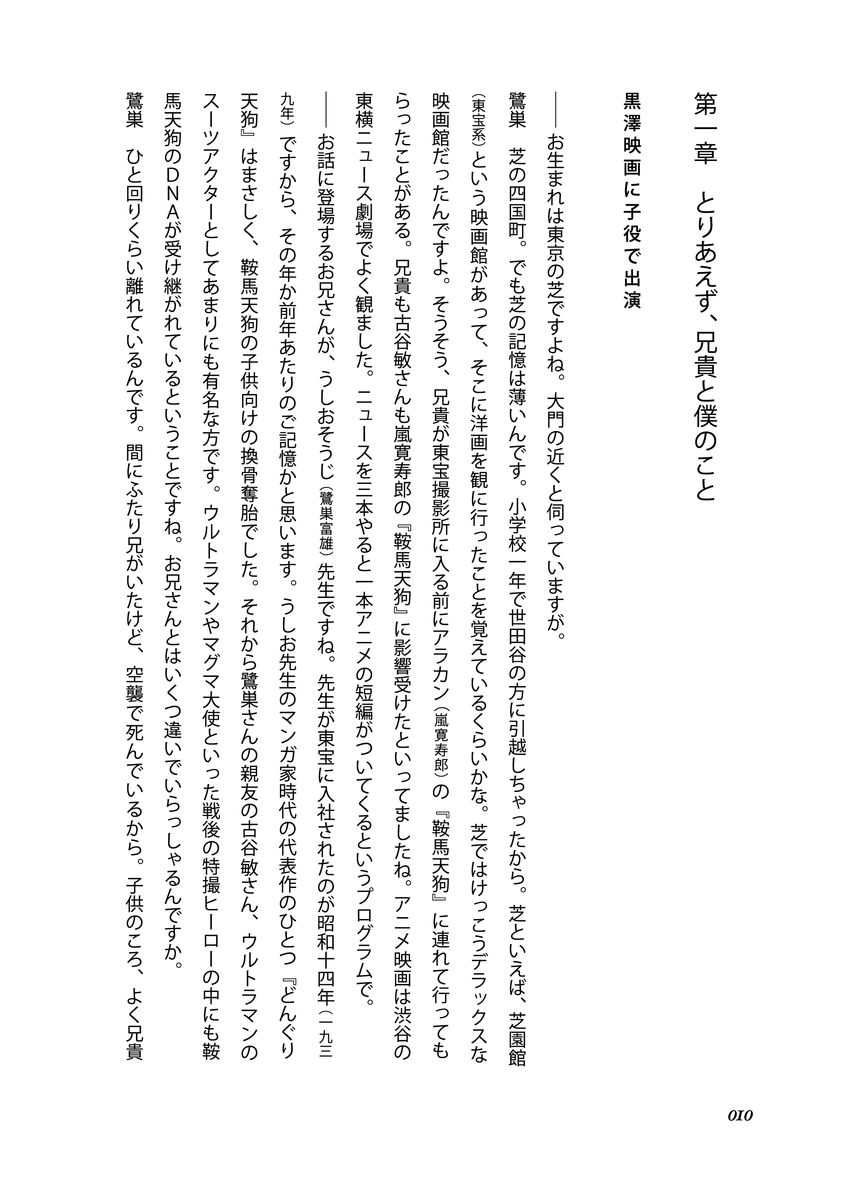 第一章　とりあえず、兄貴と僕のこと
黒澤映画に子役で出演
――お生まれは東京の芝ですよね。大門の近くと伺っていますが。
鷺巣　芝の四国町。でも芝の記憶は薄いんです。小学校一年で世田谷の方に引越しちゃったから。芝といえば、芝園館
（東宝系）という映画館があって、そこに洋画を観に行ったことを覚えているくらいかな。芝ではけっこうデラックスな
映画館だったんですよ。そうそう、兄貴が東宝撮影所に入る前にアラカン（嵐寛寿郎）の『鞍馬天狗』に連れて行っても
らったことがある。兄貴も古谷敏さんも嵐寛寿郎の『鞍馬天狗』に影響受けたといってましたね。アニメ映画は渋谷の
東横ニュース劇場でよく観ました。ニュースを三本やると一本アニメの短編がついてくるというプログラムで。
――お話に登場するお兄さんが、うしおそうじ（鷺巣富雄）先生ですね。先生が東宝に入社されたのが昭和十四年（一九三
九年）ですから、その年か前年あたりのご記憶かと思います。うしお先生のマンガ家時代の代表作のひとつ『どんぐり
天狗』はまさしく、鞍馬天狗の子供向けの換骨奪胎でした。それから鷺巣さんの親友の古谷敏さん、ウルトラマンの
スーツアクターとしてあまりにも有名な方です。ウルトラマンやマグマ大使といった戦後の特撮ヒーローの中にも鞍
馬天狗のＤＮＡが受け継がれているということですね。お兄さんとはいくつ違いでいらっしゃるんですか。
鷺巣　ひと回りくらい離れているんです。間にふたり兄がいたけど、空襲で死んでいるから。子供のころ、よく兄貴
010